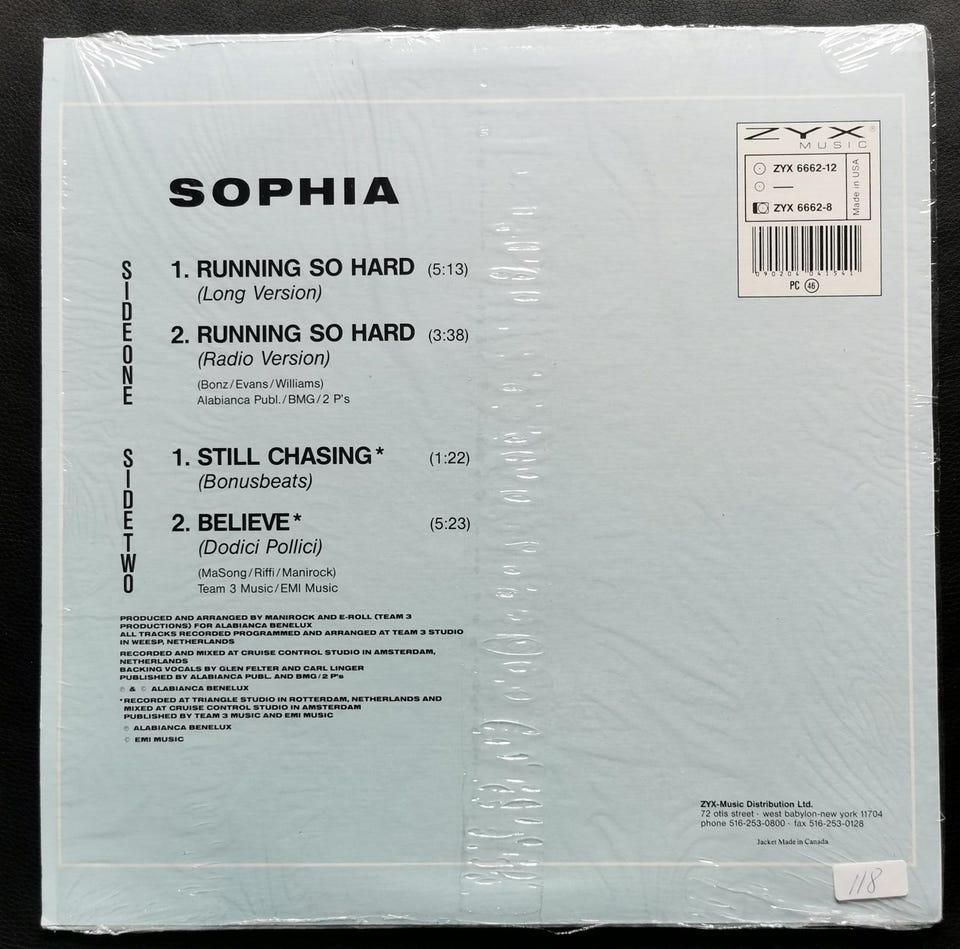 ZYX®
MUSIC
ZYX 6662-12
ZYX 6662-8
Made in USA
0 90204 04154 1
PC 46
SOPHIA
SIDE ONE
1. RUNNING SO HARD (5:13)
(Long Version)
2. RUNNING SO HARD (3:38)
(Radio Version)
(Bonz/Evans/Williams)
Alabianca Publ./BMG/2 P's
SIDE TWO
1. STILL CHASING* (1:22)
(Bonusbeats)
2. BELIEVE* (5:23)
(Dodici Pollici)
(MaSong/Riffi/Manirock)
Team 3 Music/EMI Music
PRODUCED AND ARRANGED BY MANIROCK AND E-ROLL (TEAM 3
PRODUCTIONS) FOR ALABIANCA BENELUX
ALL TRACKS RECORDED PROGRAMMED AND ARRANGED AT TEAM 3 STUDIO
IN WEESP, NETHERLANDS
RECORDED AND MIXED AT CRUISE CONTROL STUDIO IN AMSTERDAM,
NETHERLANDS
BACKING VOCALS BY GLEN FELTER AND CARL LINGER
PUBLISHED BY ALABIANCA PUBL. AND BMG/2 P's
℗ & © ALABIANCA BENELUX
*RECORDED AT TRIANGLE STUDIO IN ROTTERDAM, NETHERLANDS AND
MIXED AT CRUISE CONTROL STUDIO IN AMSTERDAM
PUBLISHED BY TEAM 3 MUSIC AND EMI MUSIC
℗ ALABIANCA BENELUX
© EMI MUSIC
ZYX-Music Distribution Ltd.
72 otis street · west babylon-new york 11704
phone 516-253-0800 · fax 516-253-0128
Jacket Made in Canada
118